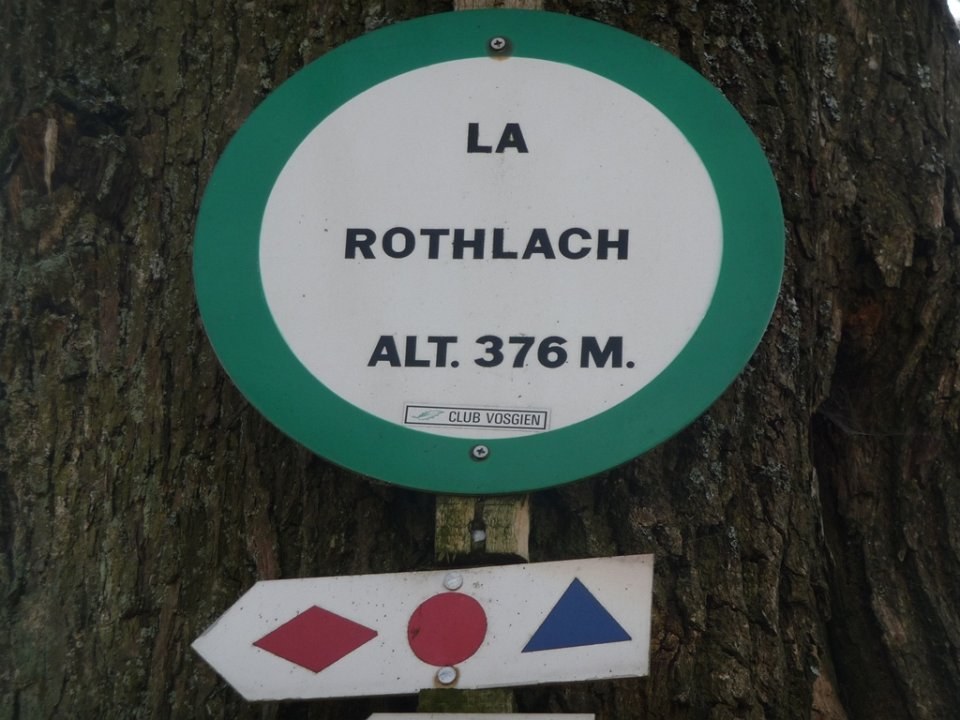 LA
ROTHLACH
ALT. 376 M.
CLUB VOSGIEN